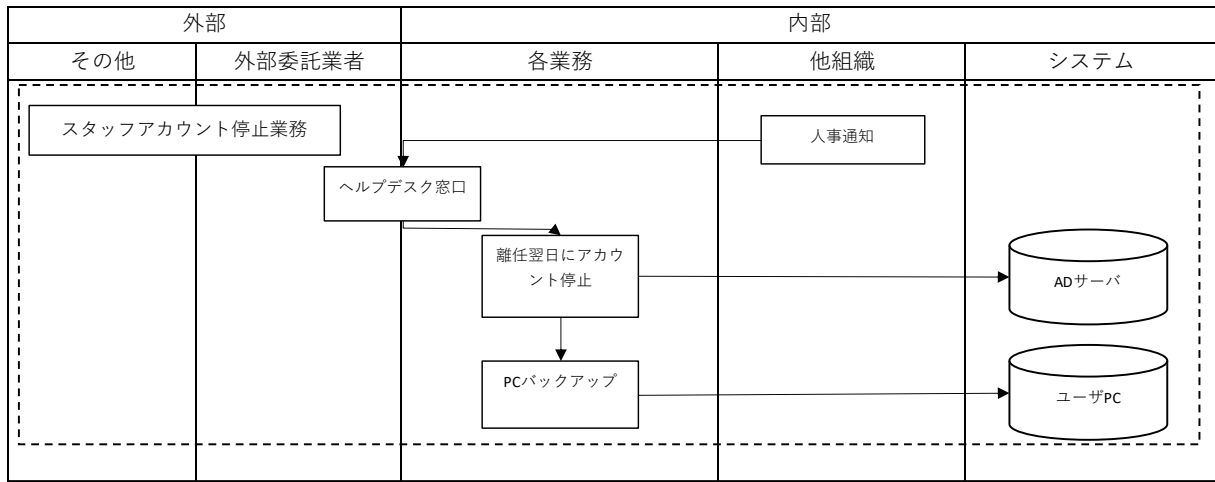 外部
内部
その他
外部委託業者
各業務
他組織
システム
スタッフアカウント停止業務
人事通知
ヘルプデスク窓口
離任翌日にアカウ
ント停止
ADサーバ
PCバックアップ
ユーザPC